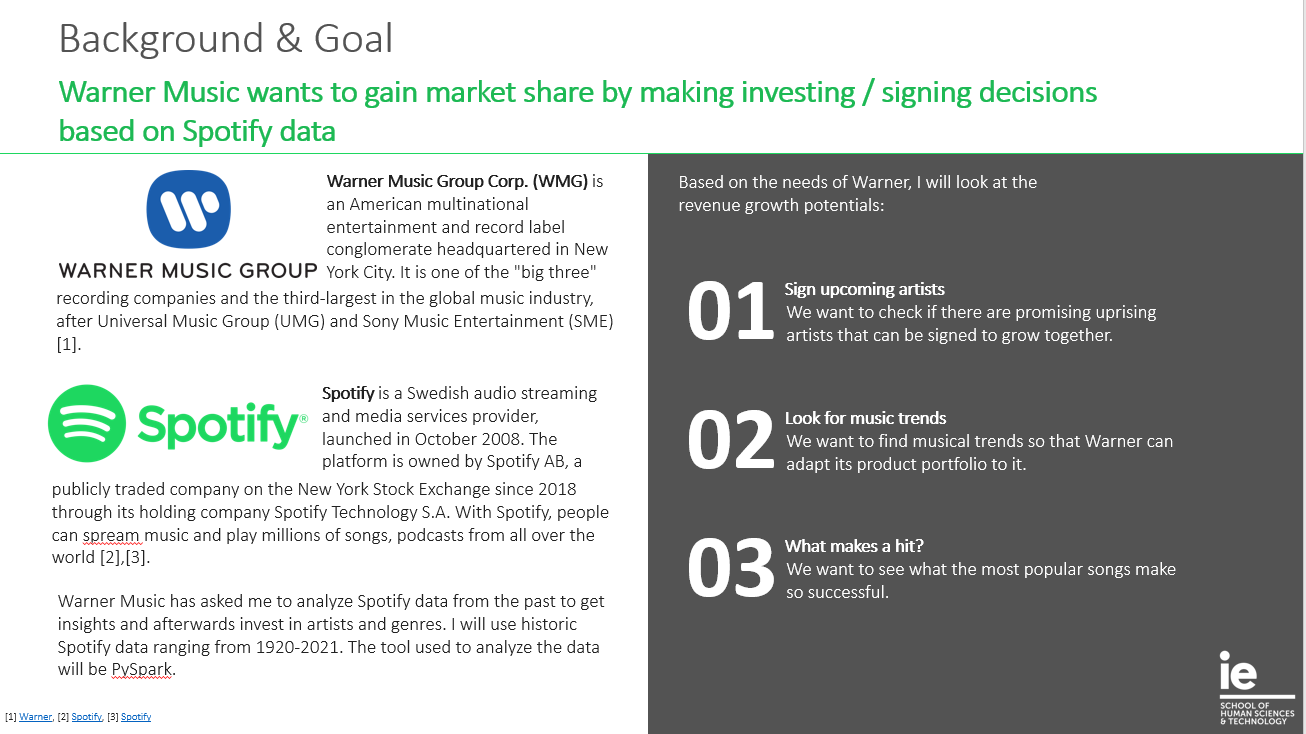 Background & Goal
Warner Music wants to gain market share by making investing / signing decisions
based on Spotify data
WARNER MUSIC GROUP
Warner Music Group Corp. (WMG) is
an American multinational
entertainment and record label
conglomerate headquartered in New
York City. It is one of the "big three"
recording companies and the third-largest in the global music industry,
after Universal Music Group (UMG) and Sony Music Entertainment (SME)
[1].
Spotify®
Spotify is a Swedish audio streaming
and media services provider,
launched in October 2008. The
platform is owned by Spotify AB, a
publicly traded company on the New York Stock Exchange since 2018
through its holding company Spotify Technology S.A. With Spotify, people
can spream music and play millions of songs, podcasts from all over the
world [2],[3].
Warner Music has asked me to analyze Spotify data from the past to get
insights and afterwards invest in artists and genres. I will use historic
Spotify data ranging from 1920-2021. The tool used to analyze the data
will be PySpark.
[1] Warner, [2] Spotify, [3] Spotify
Based on the needs of Warner, I will look at the
revenue growth potentials:
01
Sign upcoming artists
We want to check if there are promising uprising
artists that can be signed to grow together.
02
Look for music trends
We want to find musical trends so that Warner can
adapt its product portfolio to it.
03
What makes a hit?
We want to see what the most popular songs make
so successful.
ie
SCHOOL OF
HUMAN SCIENCES
& TECHNOLOGY